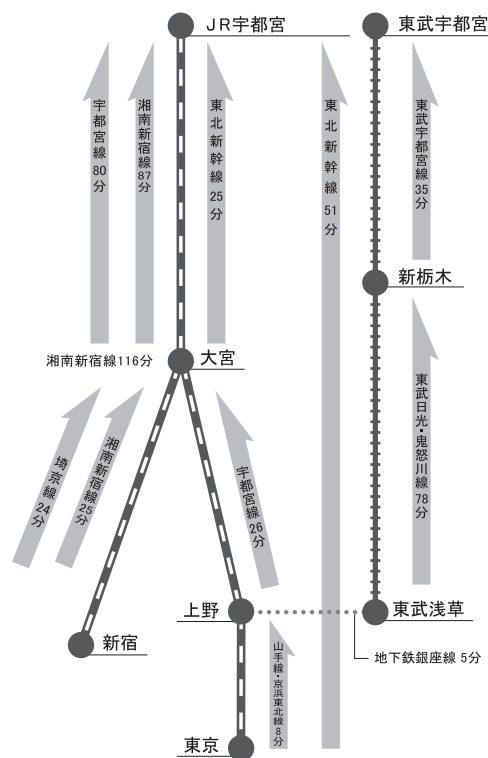 JR宇都宮
東武宇都宮
宇都宮線 80分
湘南新宿線87分
東北新幹線 25分
東北新幹線 51分
東武宇都宮線35分
新栃木
湘南新宿線116分
大宮
東武日光・鬼怒川線 78分
埼京線 24分
湘南新宿線25分
宇都宮線 26分
上野
東武浅草
新宿
山手線・京浜東北線8分
地下鉄銀座線 5分
東京